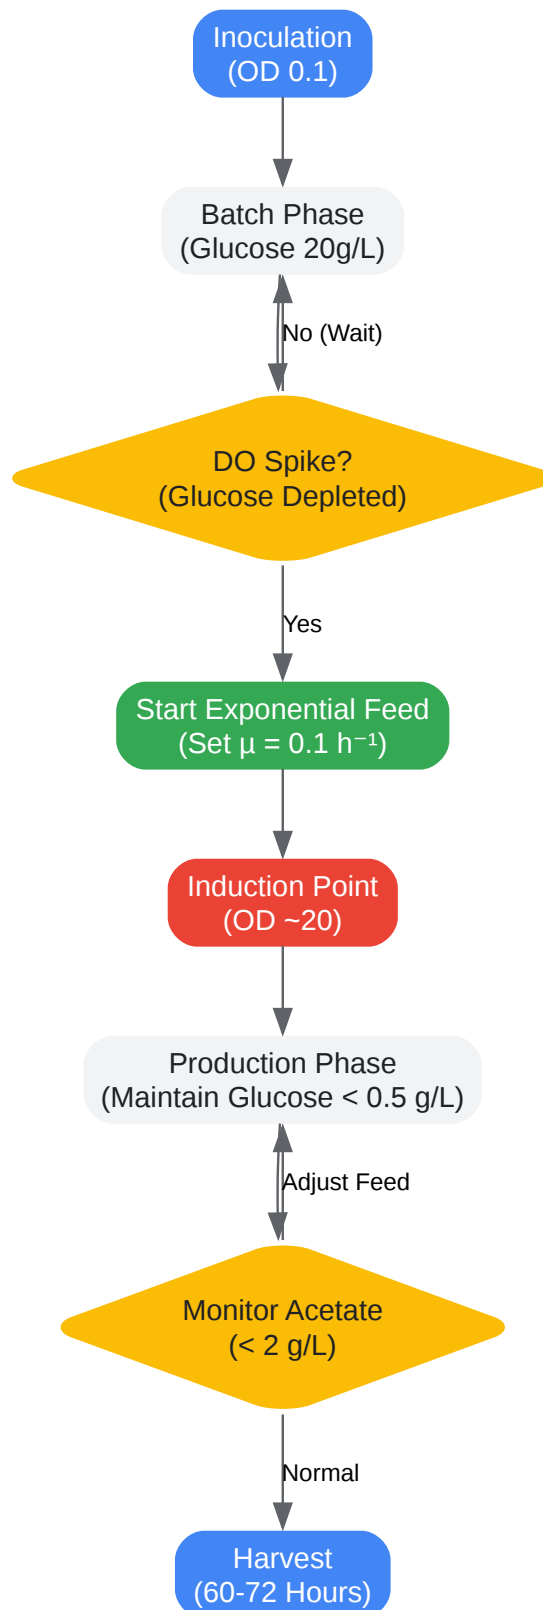 Inoculation
(OD 0.1)
Batch Phase
(Glucose 20g/L)
No (Wait)
DO Spike?
(Glucose Depleted)
Yes
Start Exponential Feed
(Set µ = 0.1 h⁻¹)
Induction Point
(OD ~20)
Production Phase
(Maintain Glucose < 0.5 g/L)
Adjust Feed
Monitor Acetate
(< 2 g/L)
Normal
Harvest
(60-72 Hours)